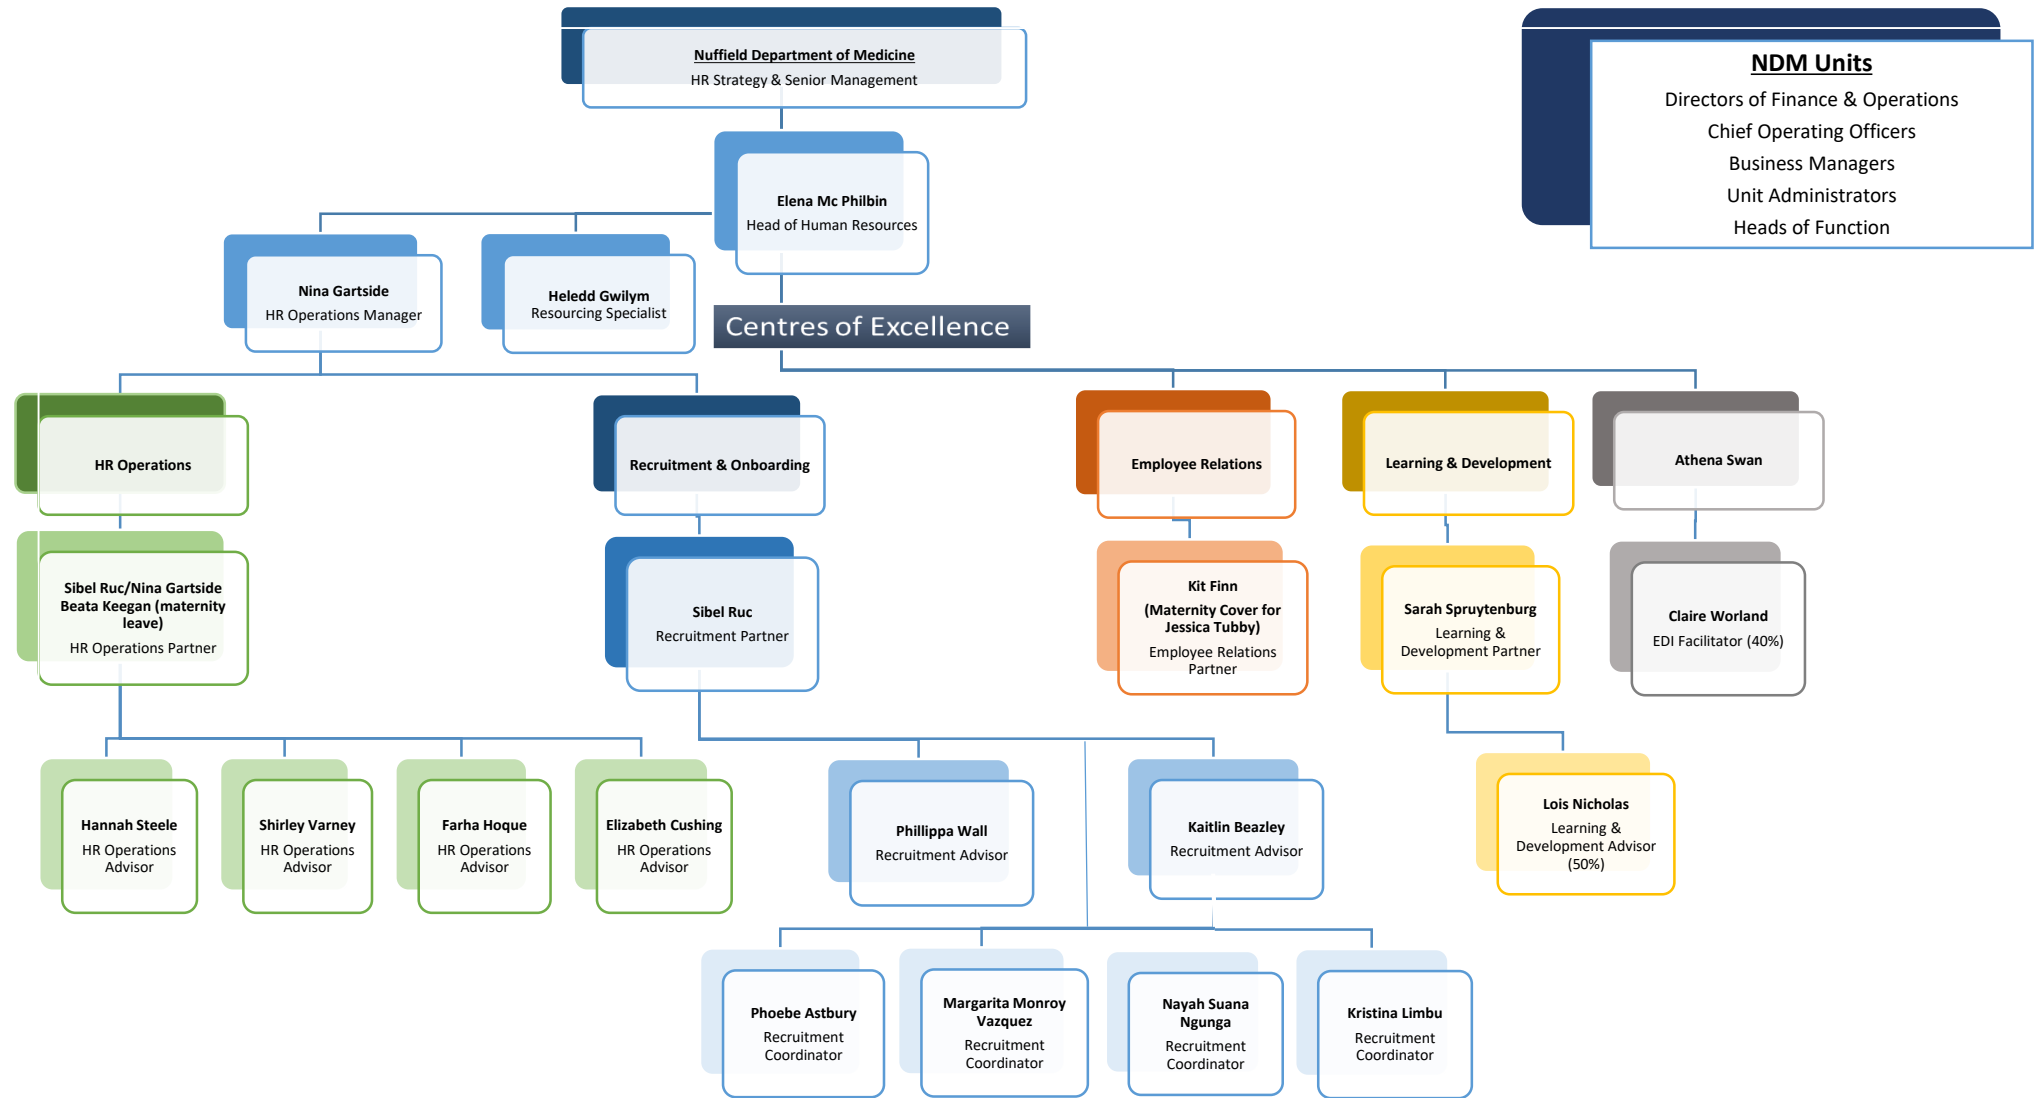 Nuffield Department of Medicine
HR Strategy & Senior Management
NDM Units
Directors of Finance & Operations
Chief Operating Officers
Business Managers
Unit Administrators
Heads of Function
Elena Mc Philbin
Head of Human Resources
Nina Gartside
HR Operations Manager
Heledd Gwilym
Resourcing Specialist
Centres of Excellence
HR Operations
Recruitment & Onboarding
Employee Relations
Learning & Development
Athena Swan
Sibel Ruc/Nina Gartside
Beata Keegan (maternity
leave)
HR Operations Partner
Sibel Ruc
Recruitment Partner
Kit Finn
(Maternity Cover for
Jessica Tubby)
Employee Relations
Partner
Sarah Spruytenburg
Learning &
Development Partner
Claire Worland
EDI Facilitator (40%)
Hannah Steele
HR Operations
Advisor
Shirley Varney
HR Operations
Advisor
Farha Hoque
HR Operations
Advisor
Elizabeth Cushing
HR Operations
Advisor
Phillippa Wall
Recruitment Advisor
Kaitlin Beazley
Recruitment Advisor
Lois Nicholas
Learning &
Development Advisor
(50%)
Phoebe Astbury
Recruitment
Coordinator
Margarita Monroy
Vazquez
Recruitment
Coordinator
Nayah Suana
Ngunga
Recruitment
Coordinator
Kristina Limbu
Recruitment
Coordinator